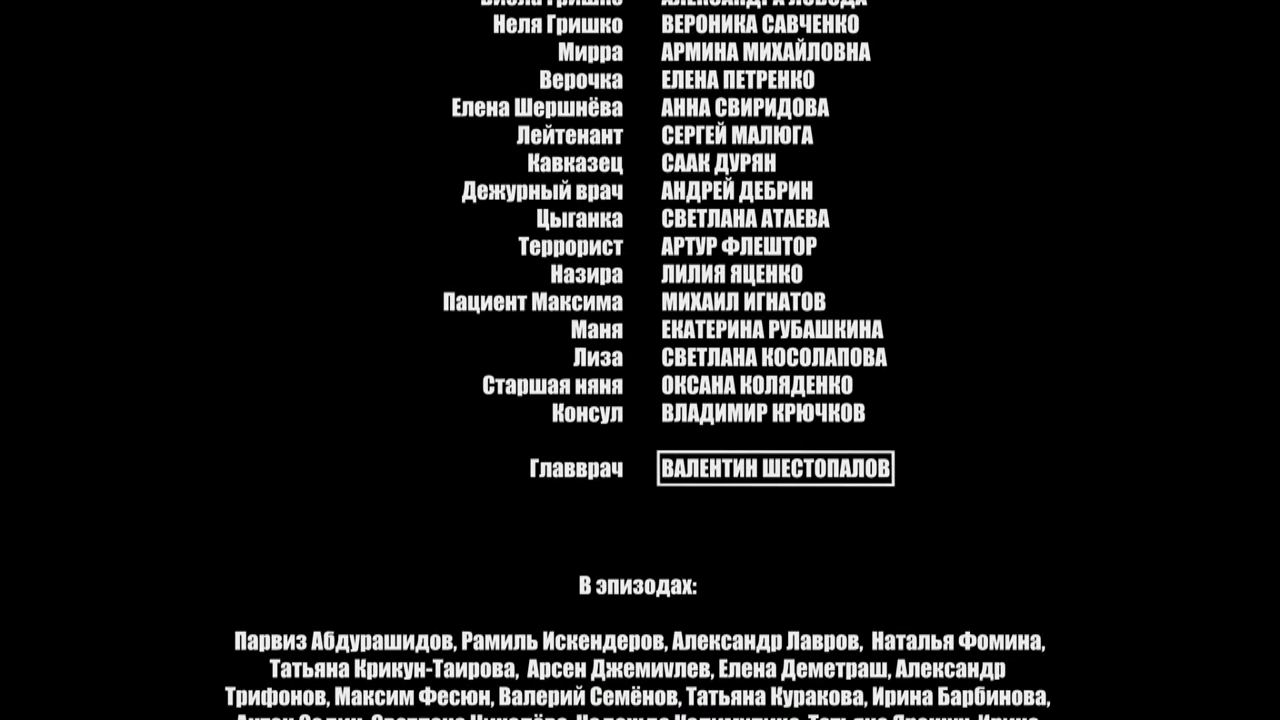 Неля Гришко ВЕРОНИКА САВЧЕНКО
Мирра АРМИНА МИХАЙЛОВНА
Верочка ЕЛЕНА ПЕТРЕНКО
Елена Шершнёва АННА СВИРИДОВА
Лейтенант СЕРГЕЙ МАЛЮГА
Кавказец СААК ДУРЯН
Дежурный врач АНДРЕЙ ДЕБРИН
Цыганка СВЕТЛАНА АТАЕВА
Террорист АРТУР ФЛЕШТОР
Назира ЛИЛИЯ ЯЦЕНКО
Пациент Максима МИХАИЛ ИГНАТОВ
Маня ЕКАТЕРИНА РУБАШКИНА
Лиза СВЕТЛАНА КОСОЛАПОВА
Старшая няня ОКСАНА КОЛЯДЕНКО
Консул ВЛАДИМИР КРЮЧКОВ
Главврач ВАЛЕНТИН ШЕСТОПАЛОВ
В эпизодах:
Парвиз Абдурашидов, Рамиль Искендеров, Александр Лавров, Наталья Фомина,
Татьяна Крикун-Таирова, Арсен Джемиvлев, Елена Деметраш, Александр
Трифонов, Максим Фесюн, Валерий Семёнов, Татьяна Куракова, Ирина Барбинова,